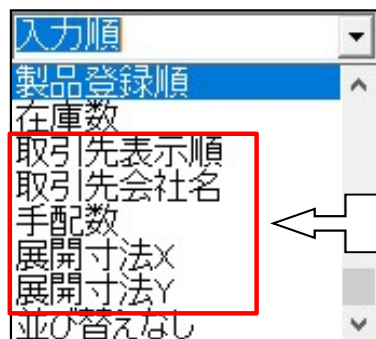 入力順
製品登録順
在庫数
取引先表示順
取引先会社名
手配数
展開寸法X
展開寸法Y
並び替えなし